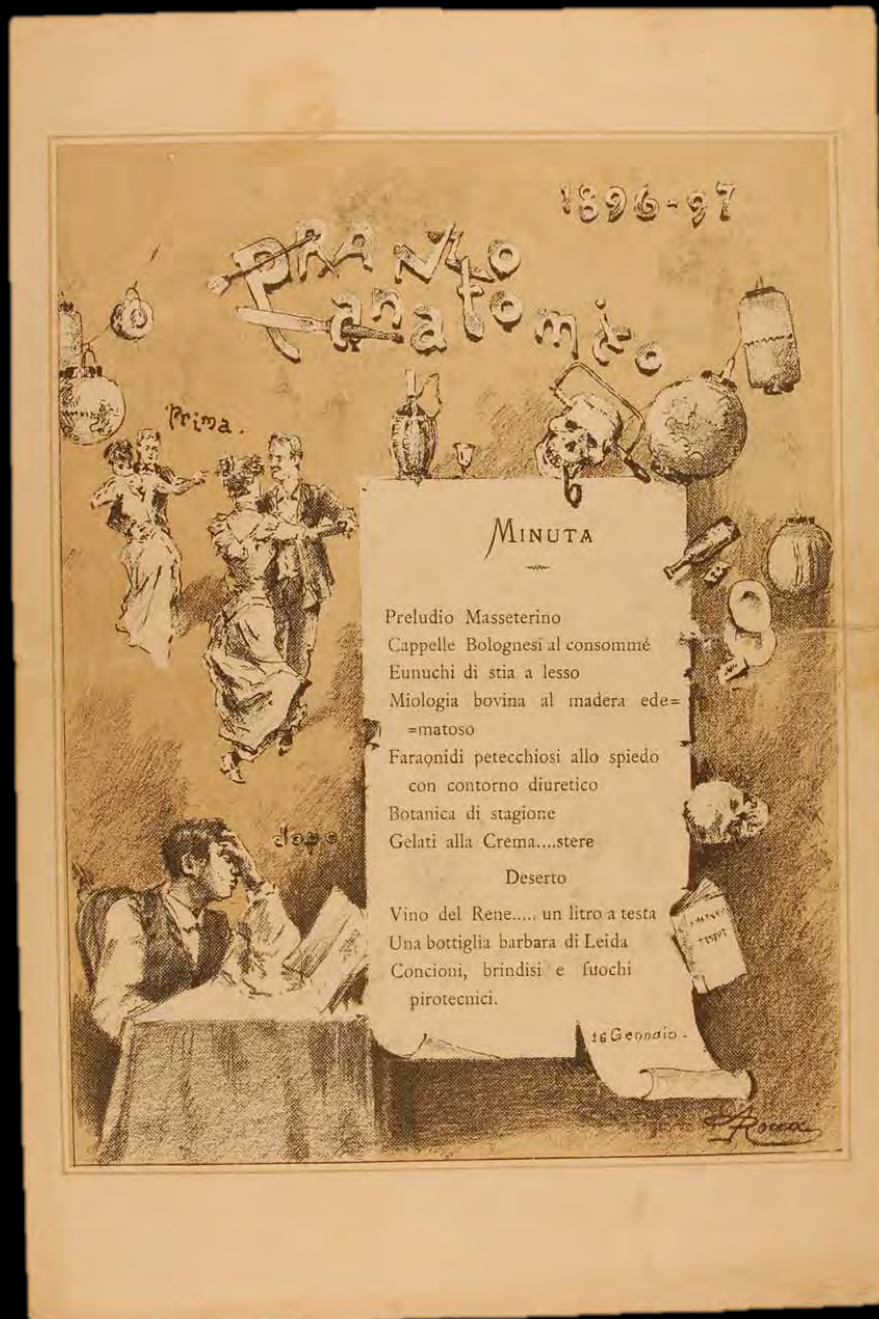 1896-97
PRANZO
anatomico
Prima.
MINUTA
Preludio Masseterino
Cappelle Bolognesi al consommé
Eunuchi di stia a lesso
Miologia bovina al madera ede=
=matoso
Faraonidi petecchiosi allo spiedo
con contorno diuretico
Botanica di stagione
Gelati alla Crema....stere
dopo
Deserto
Vino del Rene..... un litro a testa
Una bottiglia barbara di Leida
Concioni, brindisi e fuochi
pirotecnici.
16 Gennaio.
Rocca